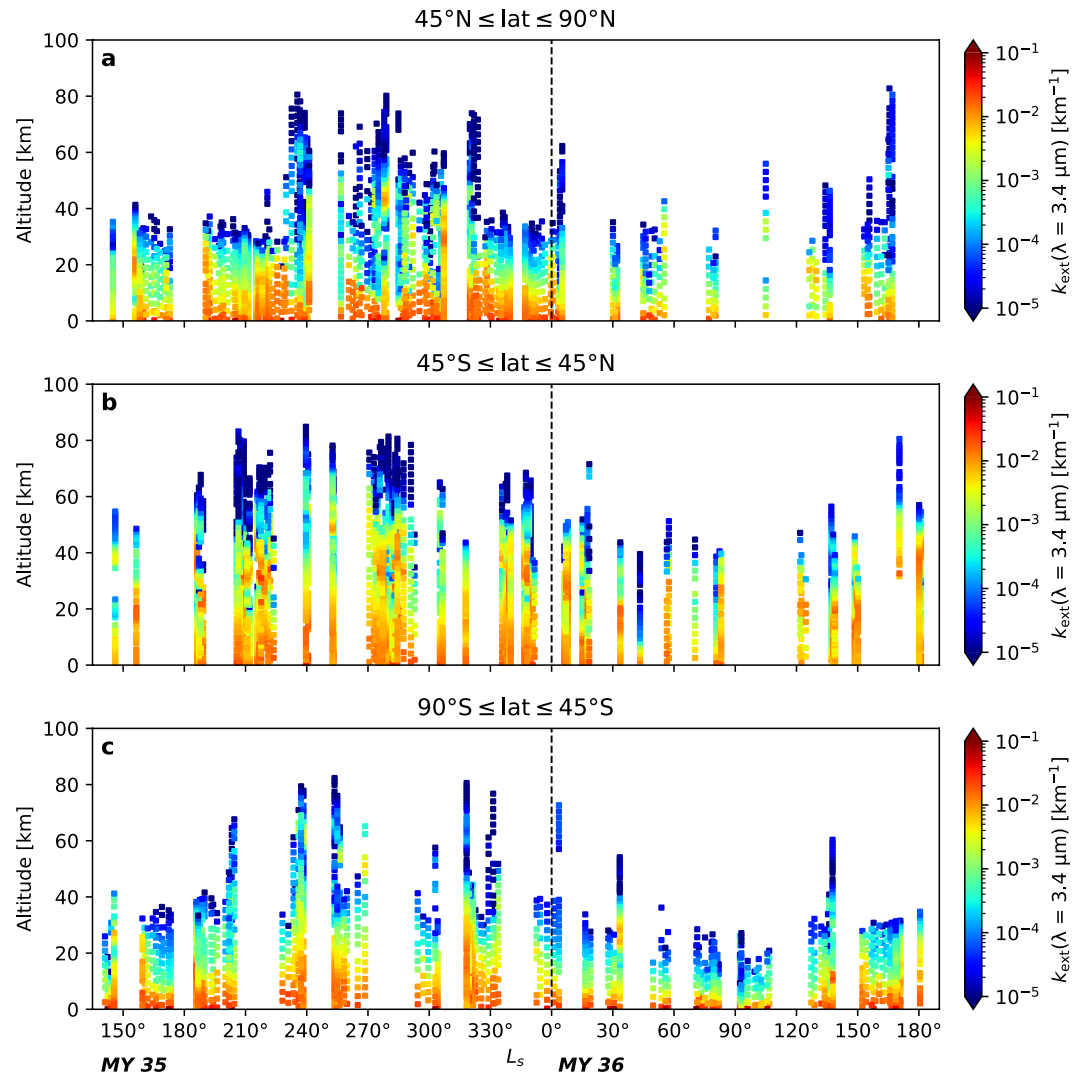 45°N ≤ lat ≤ 90°N
a
100
80
60
40
20
0
Altitude [km]
10⁻¹
10⁻²
10⁻³
10⁻⁴
10⁻⁵
k_ext(λ = 3.4 μm) [km⁻¹]
45°S ≤ lat ≤ 45°N
b
100
80
60
40
20
0
Altitude [km]
10⁻¹
10⁻²
10⁻³
10⁻⁴
10⁻⁵
k_ext(λ = 3.4 μm) [km⁻¹]
90°S ≤ lat ≤ 45°S
c
100
80
60
40
20
0
Altitude [km]
10⁻¹
10⁻²
10⁻³
10⁻⁴
10⁻⁵
k_ext(λ = 3.4 μm) [km⁻¹]
150° 180° 210° 240° 270° 300° 330° 0° 30° 60° 90° 120° 150° 180°
MY 35 L_s MY 36